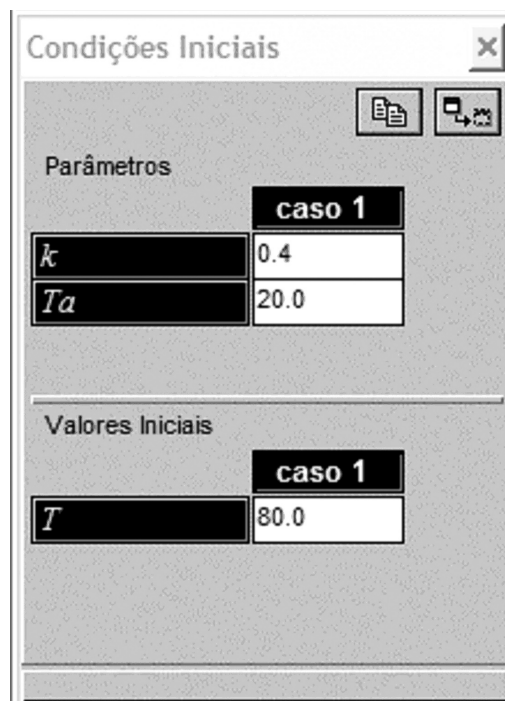 Condições Iniciais
Parâmetros
caso 1
k 0.4
Ta 20.0
Valores Iniciais
caso 1
T 80.0